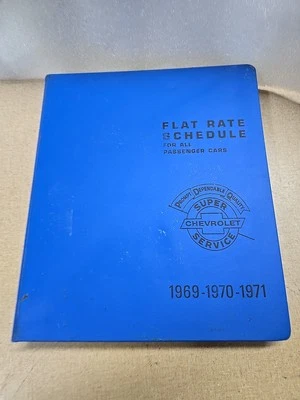 FLAT RATE
SCHEDULE
FOR ALL
PASSENGER CARS
PROMPT DEPENDABLE QUALITY
SUPER
CHEVROLET
SERVICE
1969-1970-1971